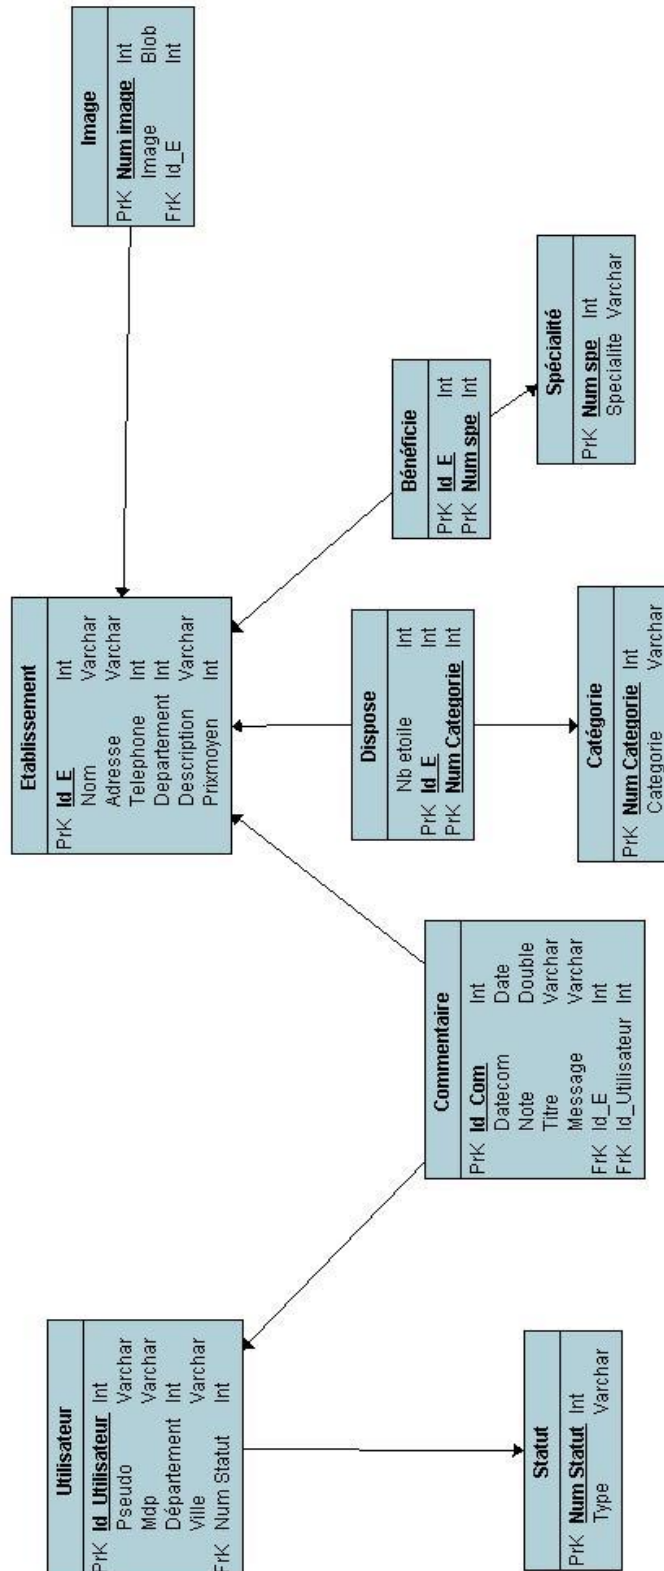 Utilisateur
PrK Id_Utilisateur Int
Pseudo Varchar
Mdp Varchar
Département Int
Ville Varchar
FrK Num Statut Int
Statut
PrK Num Statut Int
Type Varchar
Commentaire
PrK Id_Com Int
Datecom Date
Note Double
Titre Varchar
Message Varchar
FrK Id_E Int
FrK Id_Utilisateur Int
Etablissement
PrK Id_E Int
Nom Varchar
Adresse Varchar
Telephone Int
Departement Int
Description Varchar
Prixmoyen Int
Dispose
Nb etoile Int
PrK Id_E Int
PrK Num Categorie Int
Catégorie
PrK Num Categorie Int
Categorie Varchar
Bénéficie
PrK Id_E Int
PrK Num spe Int
Spécialité
PrK Num spe Int
Specialite Varchar
Image
PrK Num image Int
Image Blob
FrK Id_E Int